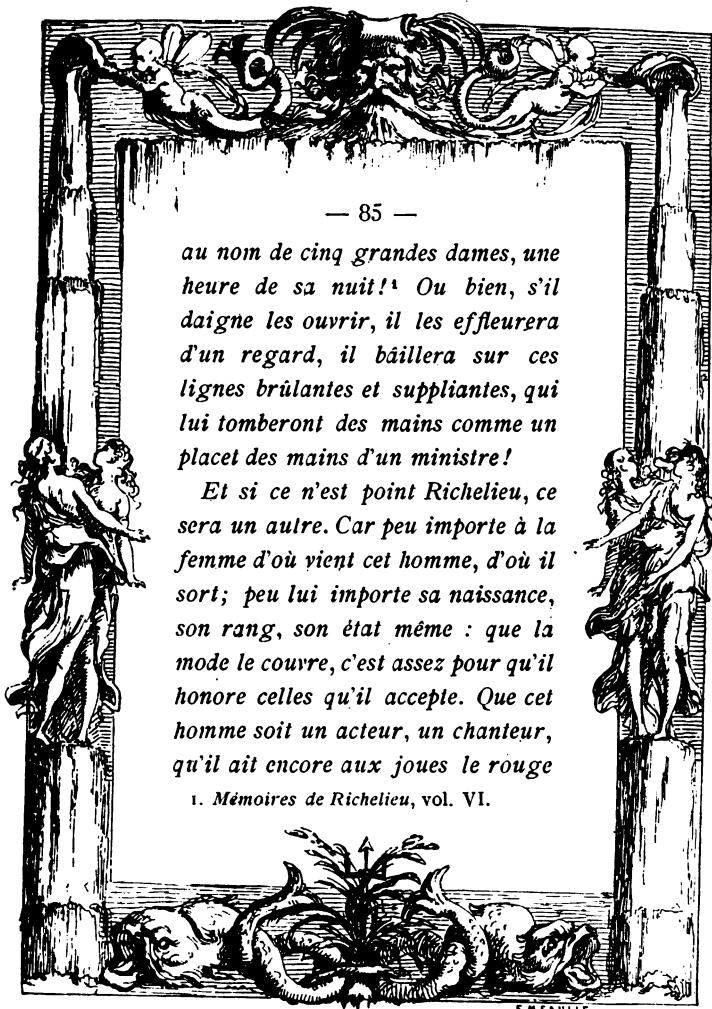 — 85 —
au nom de cinq grandes dames, une
heure de sa nuit!¹ Ou bien, s'il
daigne les ouvrir, il les effleurera
d'un regard, il bâillera sur ces
lignes brûlantes et suppliantes, qui
lui tomberont des mains comme un
placet des mains d'un ministre!
Et si ce n'est point Richelieu, ce
sera un autre. Car peu importe à la
femme d'où vient cet homme, d'où il
sort; peu lui importe sa naissance,
son rang, son état même : que la
mode le couvre, c'est assez pour qu'il
honore celles qu'il accepte. Que cet
homme soit un acteur, un chanteur,
qu'il ait encore aux joues le rouge
1. Mémoires de Richelieu, vol. VI.